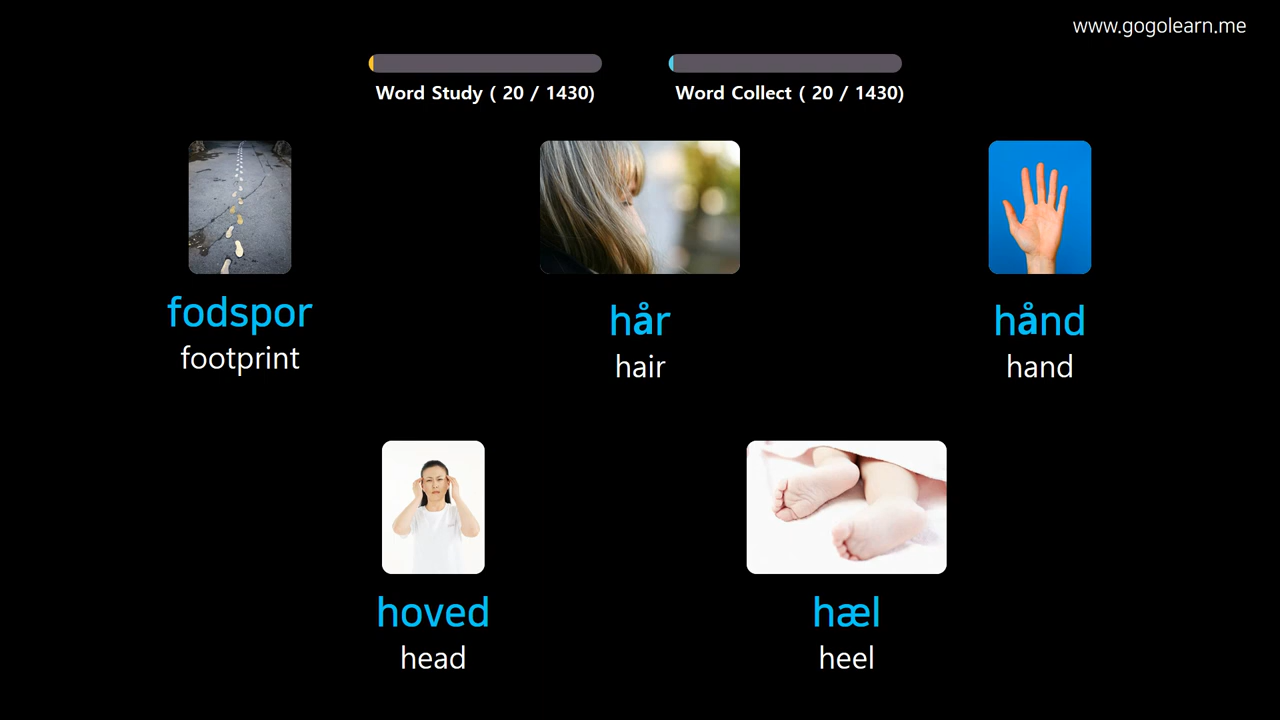 www.gogolearn.me
Word Study ( 20 / 1430)
Word Collect ( 20 / 1430)
fodspor
footprint
hår
hair
hånd
hand
hoved
head
hæl
heel